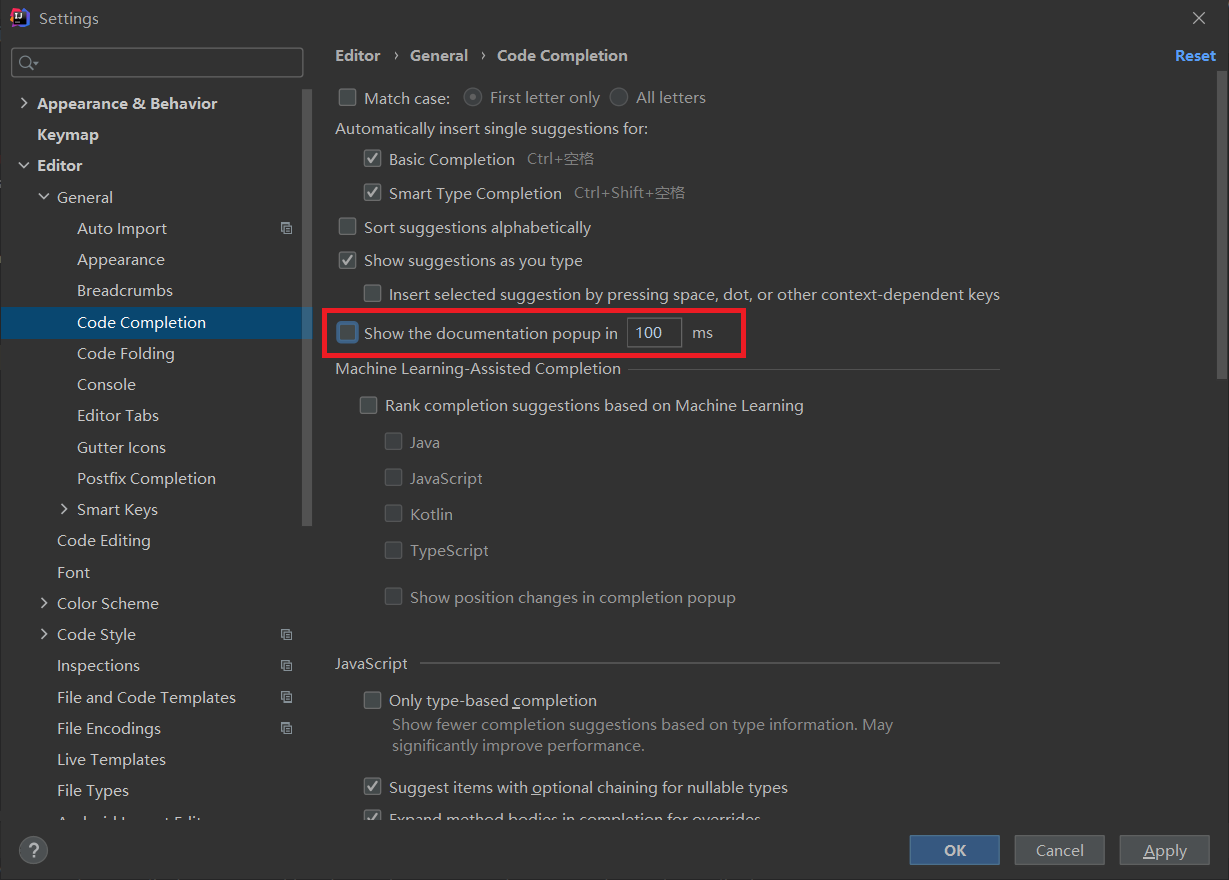 Settings
Appearance & Behavior
Keymap
Editor
General
Auto Import
Appearance
Breadcrumbs
Code Completion
Code Folding
Console
Editor Tabs
Gutter Icons
Postfix Completion
Smart Keys
Code Editing
Font
Color Scheme
Code Style
Inspections
File and Code Templates
File Encodings
Live Templates
File Types
Editor › General › Code Completion
Reset
Match case: First letter only All letters
Automatically insert single suggestions for:
Basic Completion Ctrl+空格
Smart Type Completion Ctrl+Shift+空格
Sort suggestions alphabetically
Show suggestions as you type
Insert selected suggestion by pressing space, dot, or other context-dependent keys
Show the documentation popup in 100 ms
Machine Learning-Assisted Completion
Rank completion suggestions based on Machine Learning
Java
JavaScript
Kotlin
TypeScript
Show position changes in completion popup
JavaScript
Only type-based completion
Show fewer completion suggestions based on type information. May
significantly improve performance.
Suggest items with optional chaining for nullable types
Expand method bodies in completion for overrides
?
OK Cancel Apply